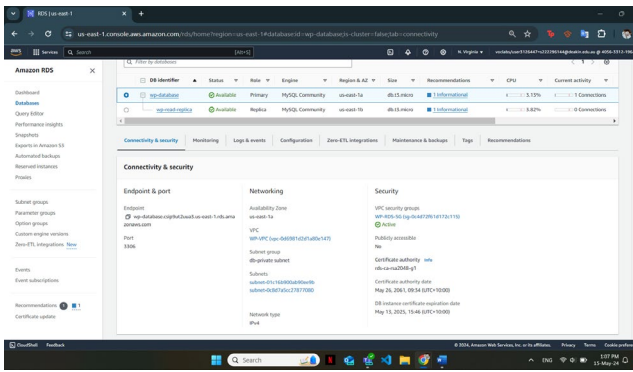 RDS | us-east-1
us-east-1.console.aws.amazon.com/rds/home?region=us-east-1#database:id=wp-database;is-cluster=false;tab=connectivity
aws Services Search [Alt+S] N. Virginia
Amazon RDS
Dashboard
Databases
Query Editor
Performance insights
Snapshots
Exports in Amazon S3
Automated backups
Reserved instances
Proxies
Subnet groups
Parameter groups
Option groups
Custom engine versions
Zero-ETL integrations New
Events
Event subscriptions
Recommendations 1 1
Certificate update
Filter by databases
1
DB identifier Status Role Engine Region & AZ Size Recommendations CPU Current activity
wp-database Available Primary MySQL Community us-east-1a db.t3.micro 1 Informational 3.13% 1 Connections
wp-read-replica Available Replica MySQL Community us-east-1b db.t3.micro 1 Informational 3.82% 0 Connections
Connectivity & security Monitoring Logs & events Configuration Zero-ETL integrations Maintenance & backups Tags Recommendations
Connectivity & security
Endpoint & port
Endpoint
Port
3306
Networking
Availability Zone
us-east-1a
VPC
WP-VPC
Subnet group
db-private subnet
Subnets
Network type
IPv4
Security
VPC security groups
Active
Publicly accessible
No
Certificate authority Info
rds-ca-rsa2048-g1
Certificate authority date
May 26, 2061, 09:34 (UTC+10:00)
DB instance certificate expiration date
May 13, 2025, 15:46 (UTC+10:00)
CloudShell Feedback © 2024, Amazon Web Services, Inc. or its affiliates. Privacy Terms Cookie preferences
Search ENG 1:07 PM
15-May-24